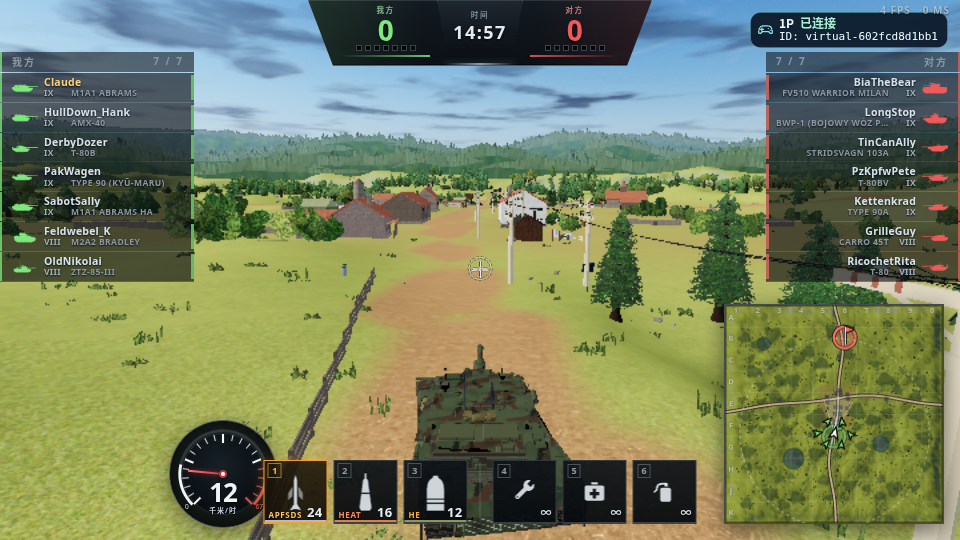 我方
0
时间
14:57
对方
0
4 FPS 0 MS
1P 已连接
ID: virtual-602fcd8d1bb1
我方 7 / 7
Claude
IX M1A1 ABRAMS
HullDown_Hank
IX AMX-40
DerbyDozer
IX T-80B
PakWagen
IX TYPE 90 (KYŪ-MARU)
SabotSally
IX M1A1 ABRAMS HA
Feldwebel_K
VIII M2A2 BRADLEY
OldNikolai
VIII ZTZ-85-III
7 / 7 对方
BiaTheBear
FV510 WARRIOR MILAN IX
LongStop
BWP-1 (BOJOWY WOZ P... IX
TinCanAlly
STRIDSVAGN 103A IX
PzKpfwPete
T-80BV IX
Kettenkrad
TYPE 90A IX
GrilleGuy
CARRO 45T VIII
RicochetRita
T-80 VIII
12
千米/时
1
APFSDS 24
2
HEAT 16
3
HE 12
4
∞
5
∞
6
∞